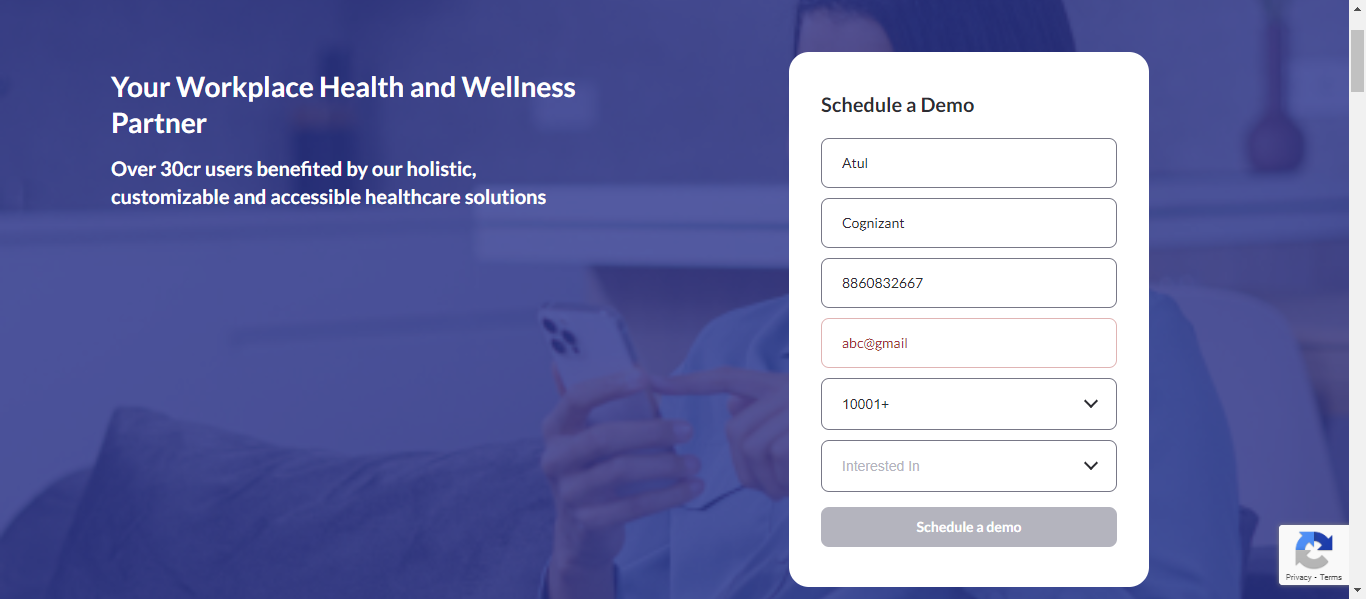 Your Workplace Health and Wellness
Partner
Over 30cr users benefited by our holistic,
customizable and accessible healthcare solutions
Schedule a Demo
Atul
Cognizant
8860832667
abc@gmail
10001+
Interested In
Schedule a demo
Privacy - Terms